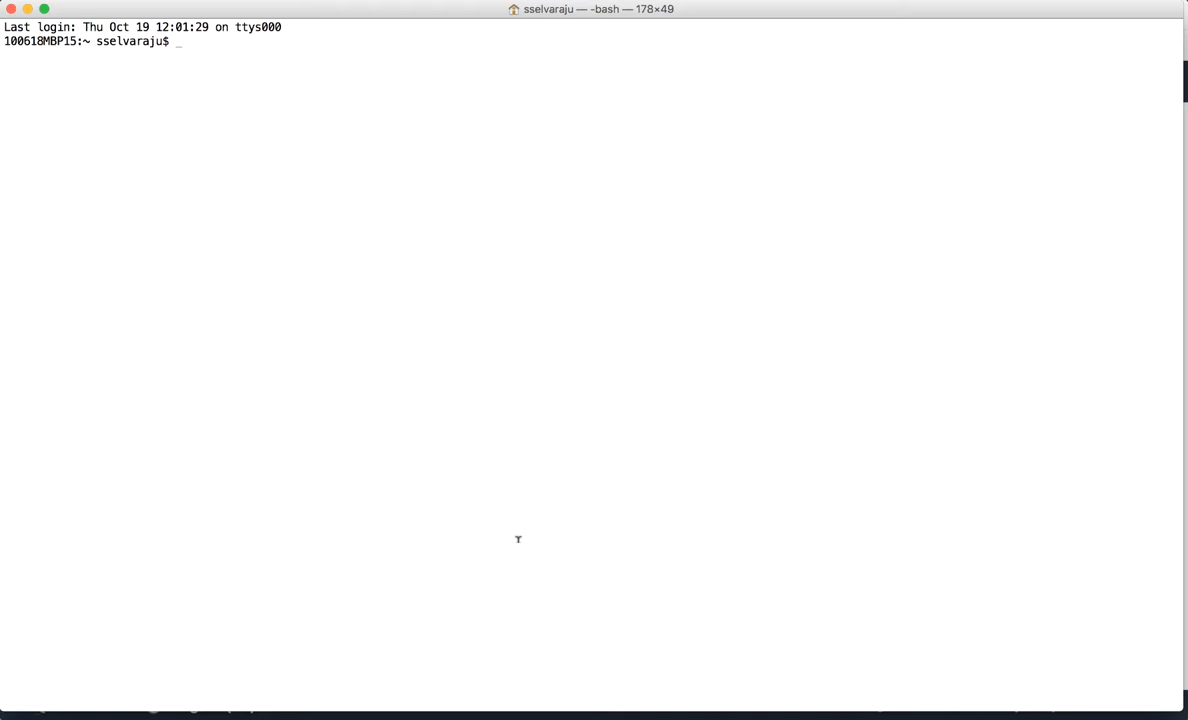 sselvaraju — -bash — 178×49
Last login: Thu Oct 19 12:01:29 on ttys000
100618MBP15:~ sselvaraju$ _